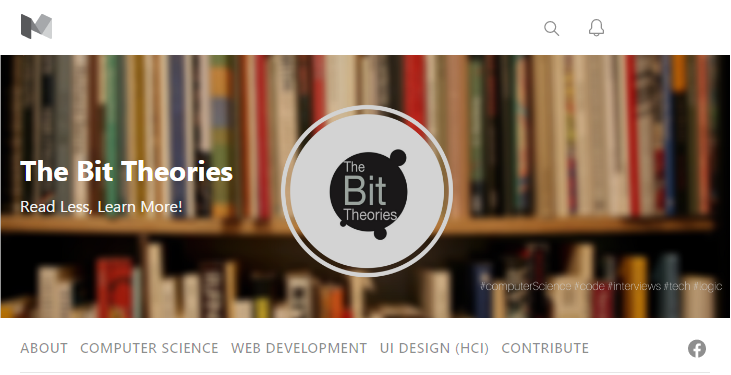 The Bit Theories
Read Less, Learn More!
The
Bit
Theories
#computerScience #code #interviews #tech #logic
ABOUT COMPUTER SCIENCE WEB DEVELOPMENT UI DESIGN (HCI) CONTRIBUTE